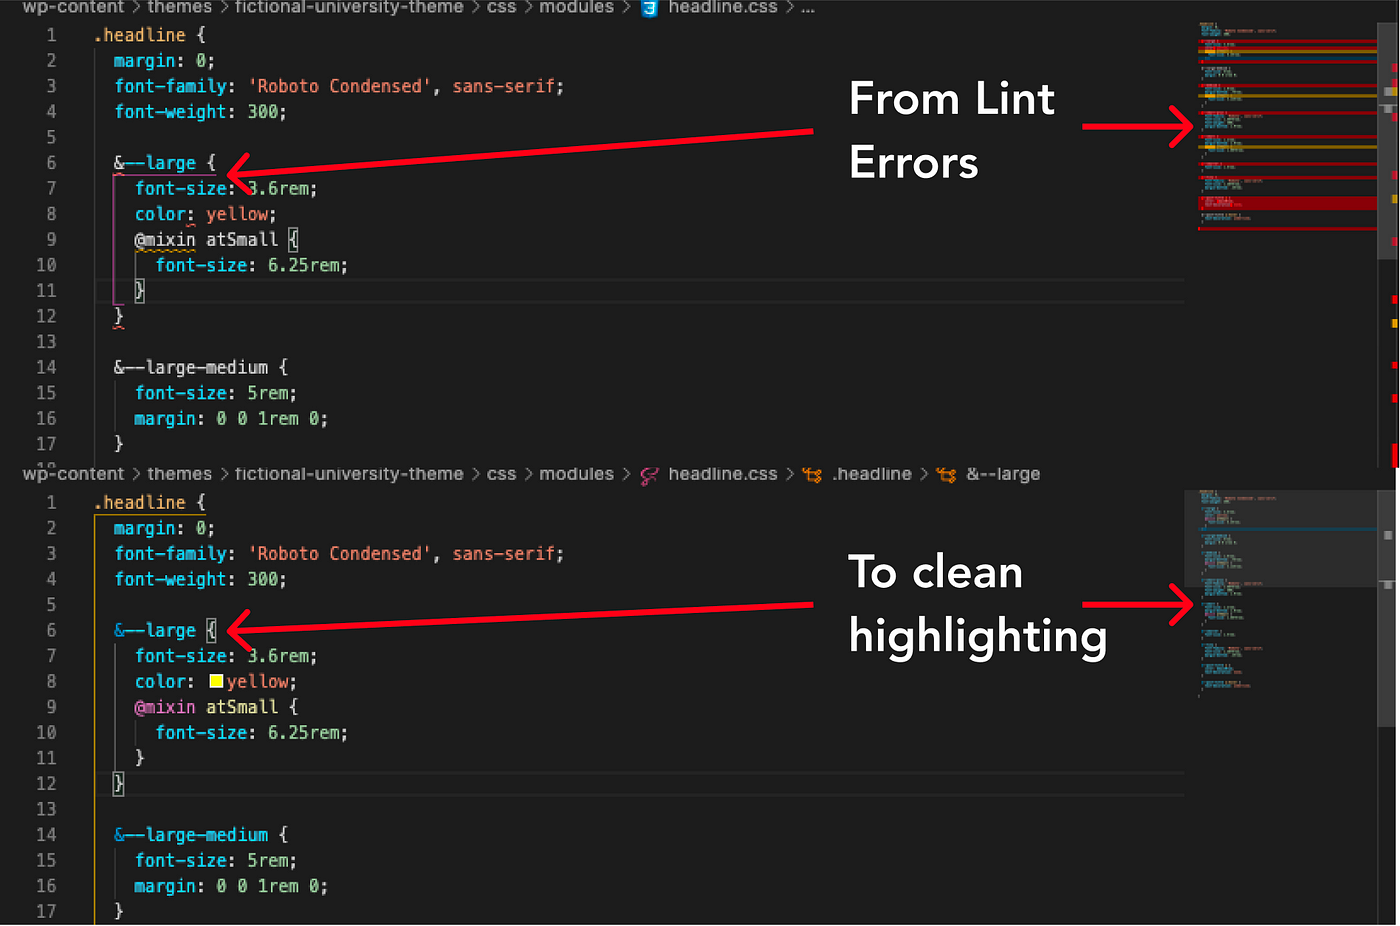 wp-content > themes > fictional-university-theme > css > modules > headline.css > ...
1 .headline {
2 margin: 0;
3 font-family: 'Roboto Condensed', sans-serif;
4 font-weight: 300;
5
6 &--large {
7 font-size: 3.6rem;
8 color: yellow;
9 @mixin atSmall {
10 font-size: 6.25rem;
11 }
12 }
13
14 &--large-medium {
15 font-size: 5rem;
16 margin: 0 0 1rem 0;
17 }
From Lint
Errors
wp-content > themes > fictional-university-theme > css > modules > headline.css > .headline > &--large
1 .headline {
2 margin: 0;
3 font-family: 'Roboto Condensed', sans-serif;
4 font-weight: 300;
5
6 &--large {
7 font-size: 3.6rem;
8 color: yellow;
9 @mixin atSmall {
10 font-size: 6.25rem;
11 }
12 }
13
14 &--large-medium {
15 font-size: 5rem;
16 margin: 0 0 1rem 0;
17 }
To clean
highlighting